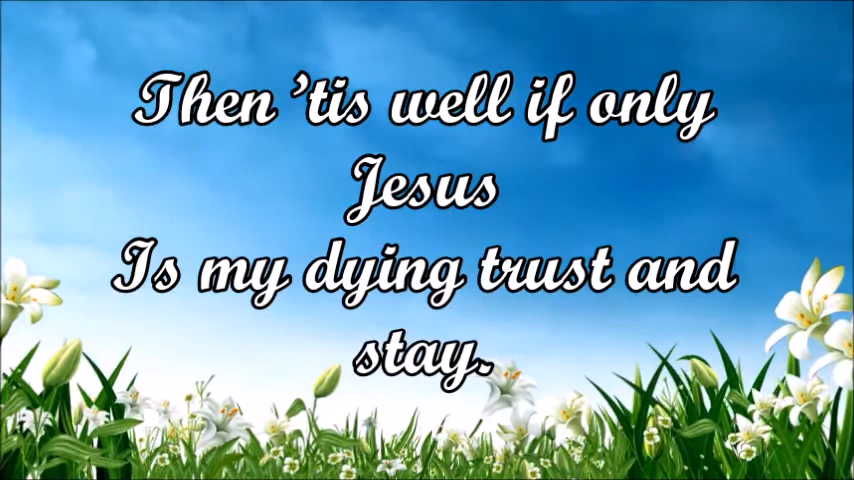 Then 'tis well if only
Jesus
Is my dying trust and
stay.